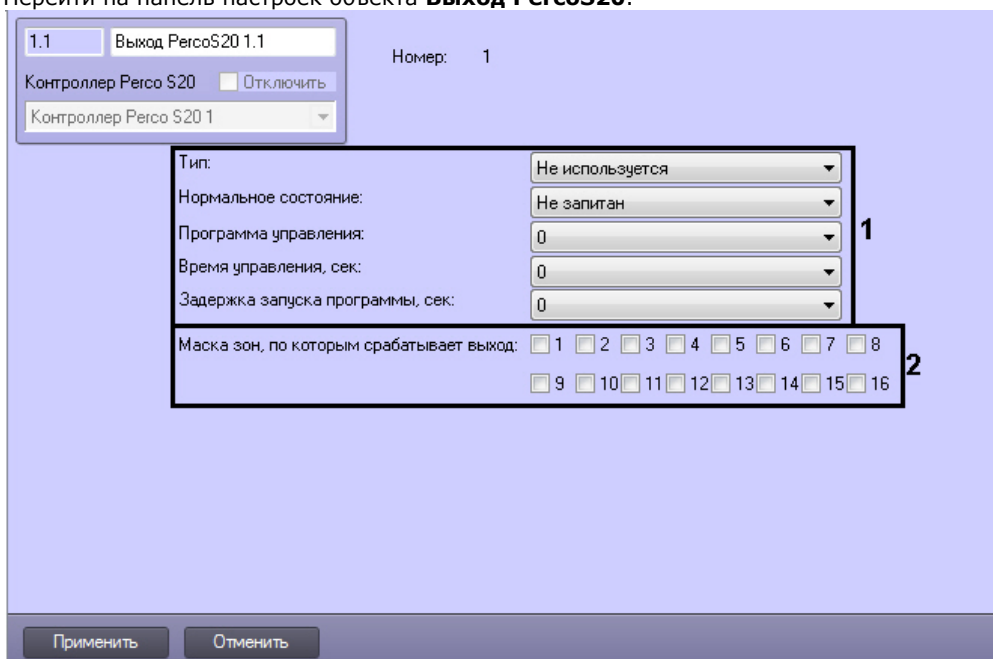 Перейти на панель настроек объекта Выход PercoS20.
1.1 Выход PercoS20 1.1
Номер: 1
Контроллер Perco S20 Отключить
Контроллер Perco S20 1
Тип: Не используется
Нормальное состояние: Не запитан
Программа управления: 0
1
Время управления, сек: 0
Задержка запуска программы, сек: 0
Маска зон, по которым срабатывает выход: 1 2 3 4 5 6 7 8
2
9 10 11 12 13 14 15 16
Применить Отменить